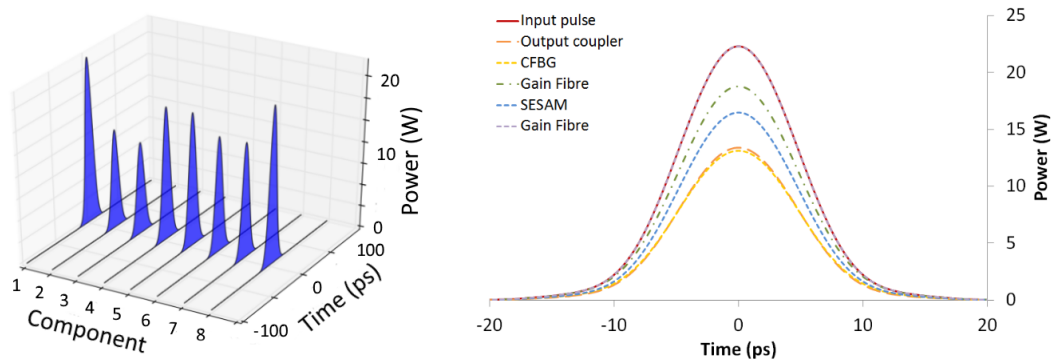 20
10
0
Power (W)
100
0
-100
Time (ps)
1 2 3 4 5 6 7 8
Component
Input pulse
Output coupler
CFBG
Gain Fibre
SESAM
Gain Fibre
25
20
15
10
5
0
Power (W)
-20 -10 0 10 20
Time (ps)